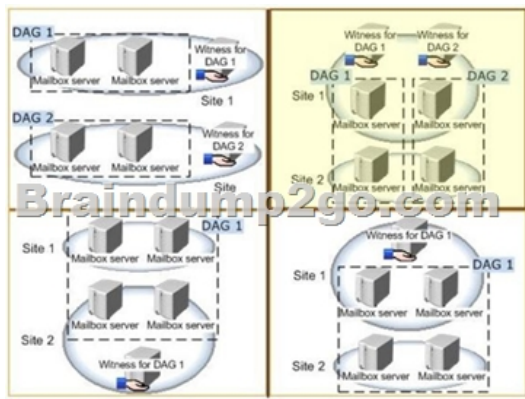 DAG 1
Witness for
DAG 1
Mailbox server Mailbox server
Site 1
DAG 2
Witness for
DAG 2
Mailbox server Mailbox server
Site
Witness for Witness for
DAG 1 DAG 2
DAG 1 DAG 2
Site 1
Mailbox server Mailbox server
Site 2
Mailbox server Mailbox server
Braindump2go.com
DAG 1
Site 1
Mailbox server Mailbox server
Mailbox server Mailbox server
Site 2
Witness for DAG 1
Witness for DAG 1
Site 1
DAG 1
Mailbox server Mailbox server
Site 2
Mailbox server Mailbox server